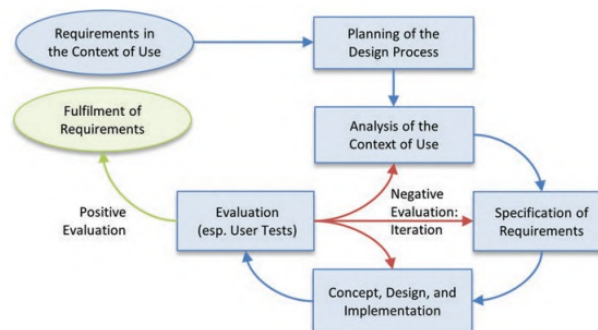 Requirements in
the Context of Use
Planning of the
Design Process
Fulfilment of
Requirements
Analysis of the
Context of Use
Positive
Evaluation
Evaluation
(esp. User Tests)
Negative
Evaluation:
Iteration
Specification of
Requirements
Concept, Design, and
Implementation